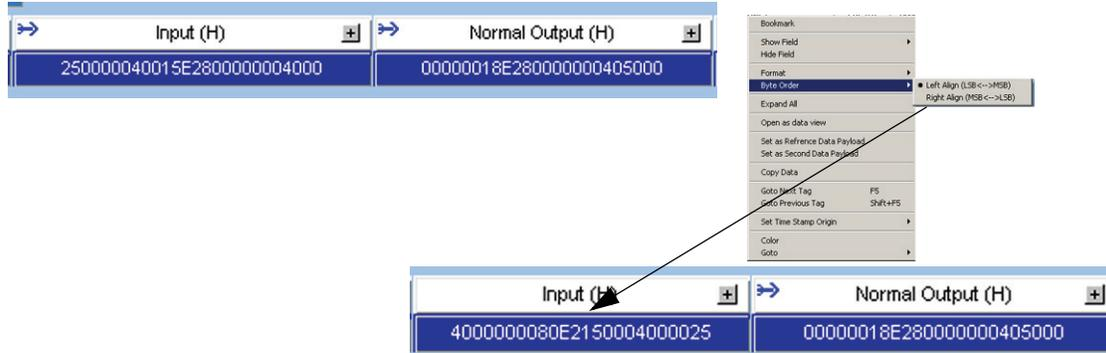 Input (H) + Normal Output (H) +
250000040015E2800000004000 00000018E280000000405000
Bookmark
Show Field
Hide Field
Format
Byte Order
Left Align (LSB<-->MSB)
Right Align (MSB<-->LSB)
Expand All
Open as data view
Set as Refrence Data Payload
Set as Second Data Payload
Copy Data
Goto Next Tag F5
Goto Previous Tag Shift+F5
Set Time Stamp Origin
Color
Goto
Input (H) + Normal Output (H) +
4000000080E2150004000025 00000018E280000000405000